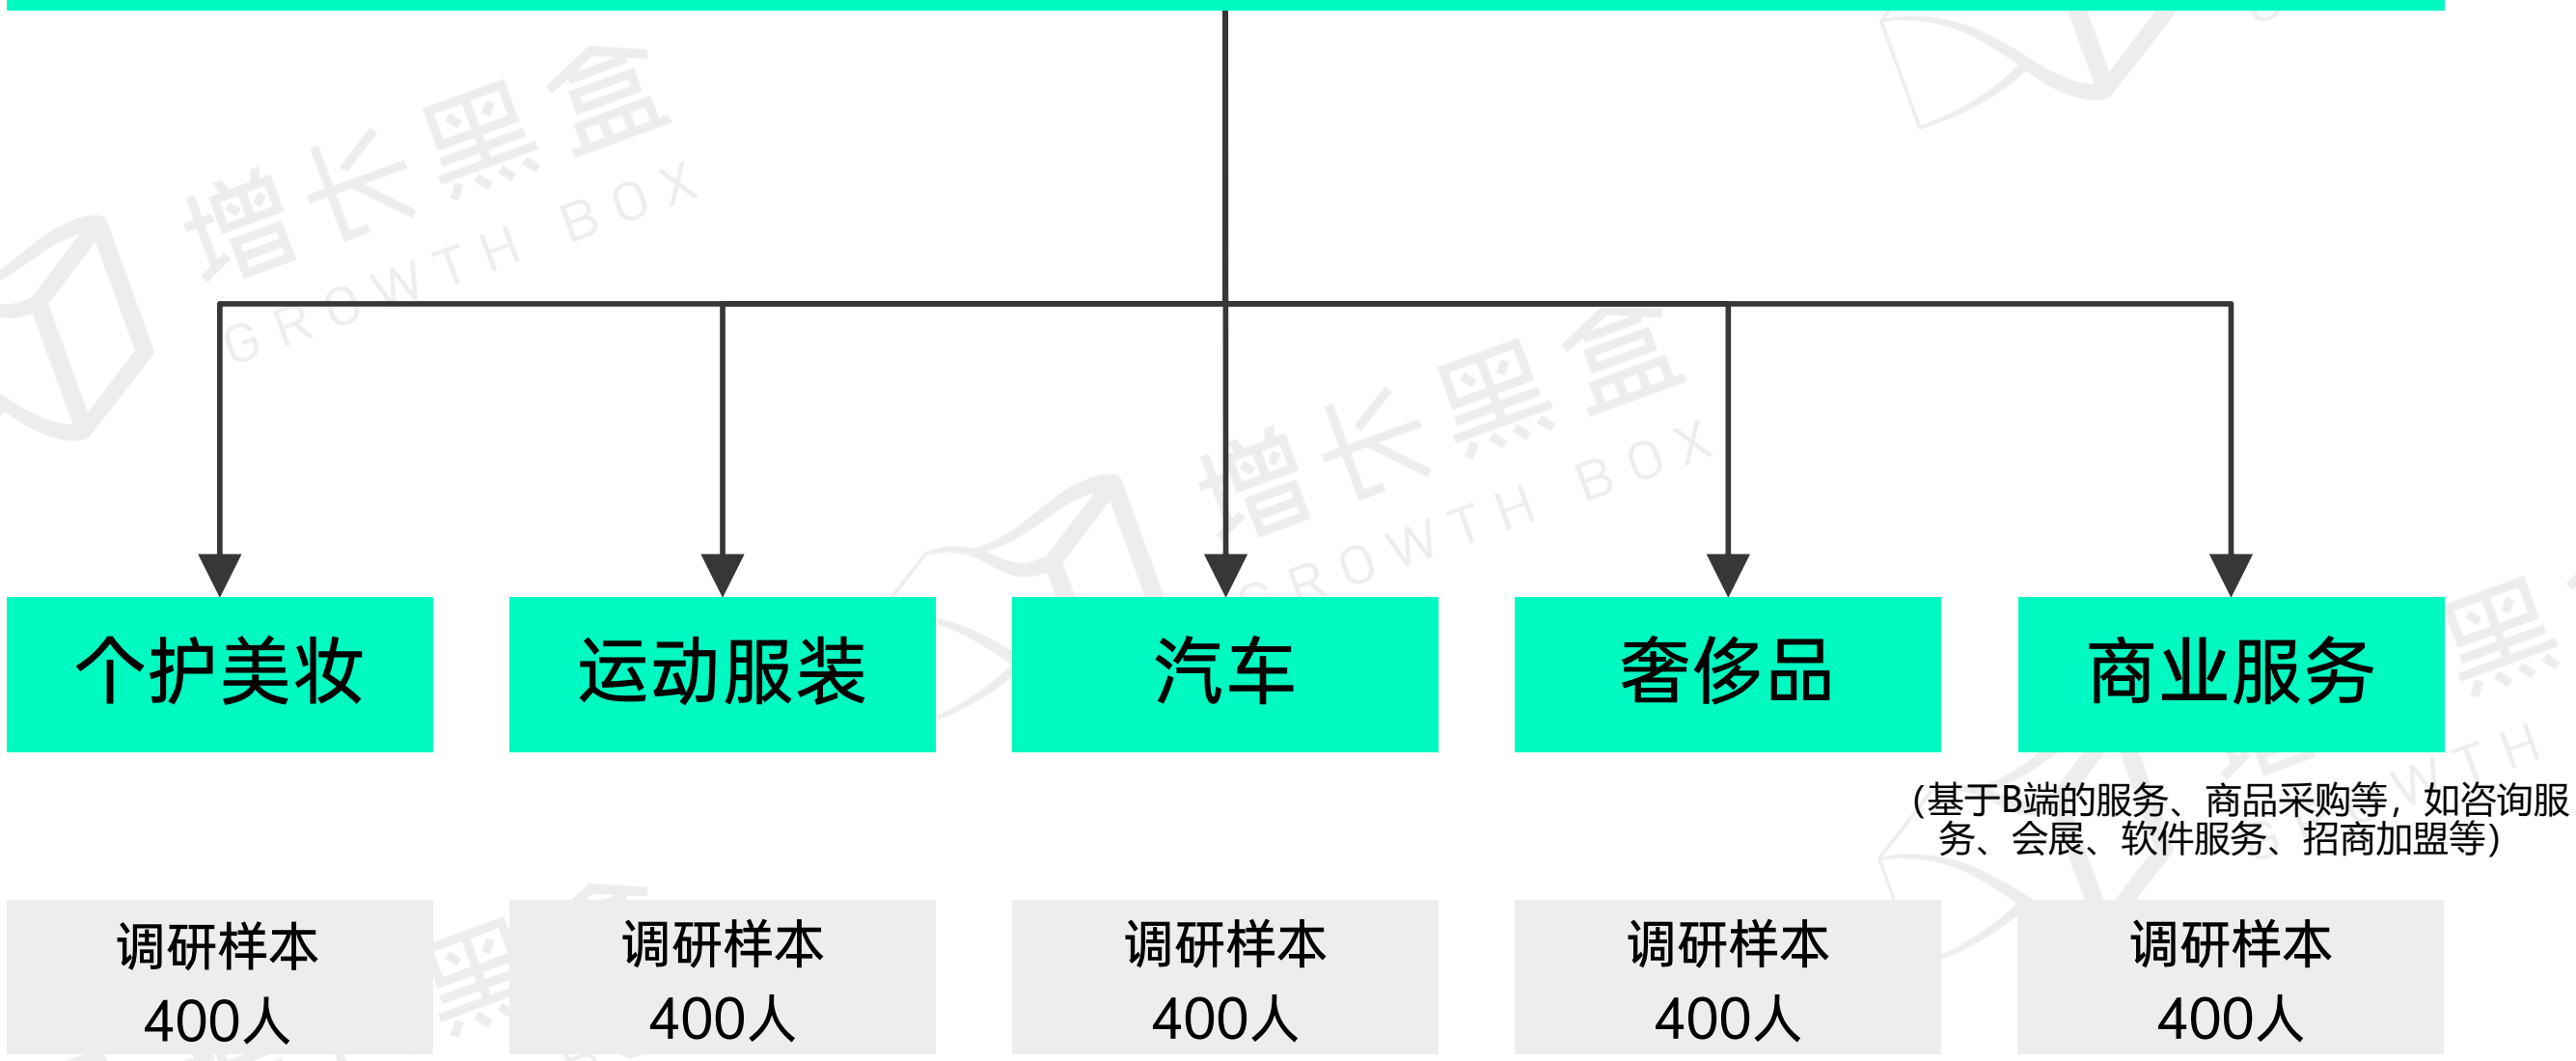 增长黑盒
GROWTH BOX
增长黑盒
GROWTH BOX
个护美妆
运动服装
汽车
奢侈品
商业服务
（基于B端的服务、商品采购等，如咨询服
务、会展、软件服务、招商加盟等）
调研样本
400人
调研样本
400人
调研样本
400人
调研样本
400人
调研样本
400人